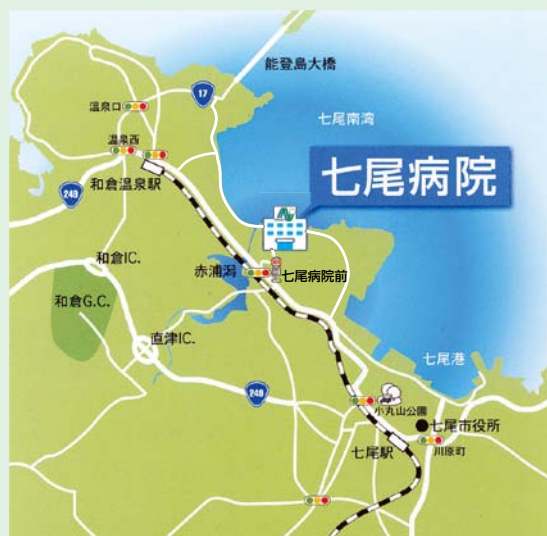 能登島大橋
17
温泉口
七尾南湾
温泉西
七尾病院
249
和倉温泉駅
和倉IC.
赤浦潟
七尾病院前
和倉G.C.
直津IC.
七尾港
249
小丸山公園
七尾市役所
七尾駅
川原町